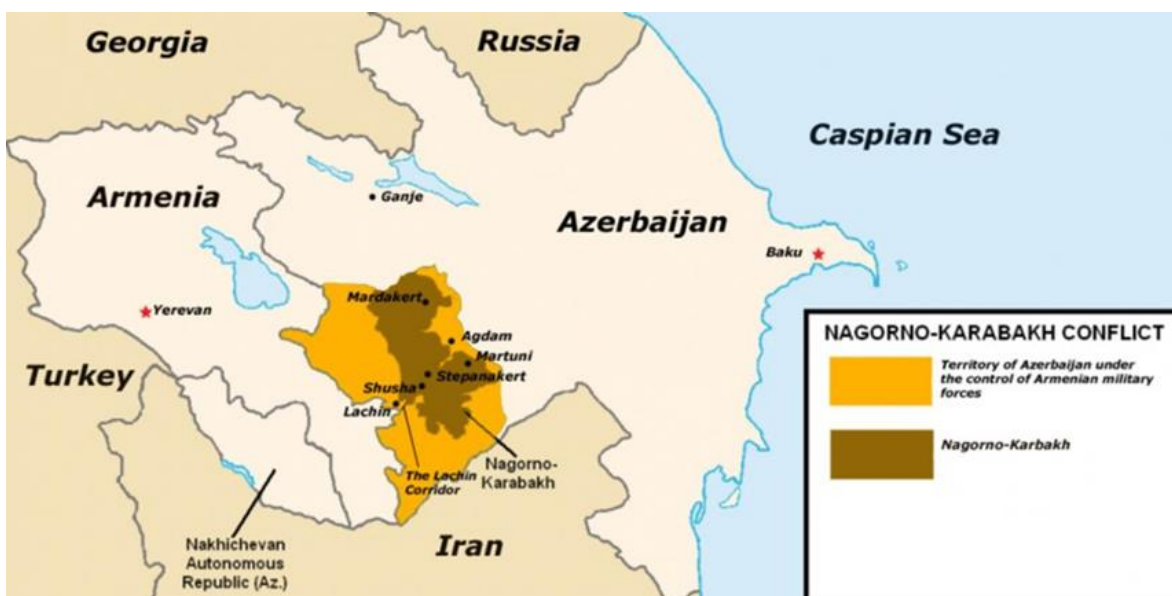 Georgia
Russia
Caspian Sea
Armenia
Ganje
Azerbaijan
Baku
Mardakert
Yerevan
Agdam
Martuni
Turkey
Stepanakert
Shusha
Lachin
The Lachin
Corridor
Nagorno-
Karabakh
Iran
Nakhichevan
Autonomous
Republic (Az.)
NAGORNO-KARABAKH CONFLICT
Territory of Azerbaijan under
the control of Armenian military
forces
Nagorno-Karbakh